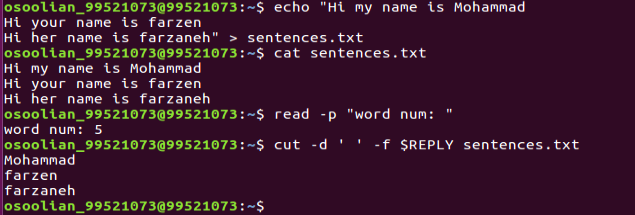 osoolian_99521073@99521073:~$ echo "Hi my name is Mohammad
Hi your name is farzen
Hi her name is farzaneh" > sentences.txt
osoolian_99521073@99521073:~$ cat sentences.txt
Hi my name is Mohammad
Hi your name is farzen
Hi her name is farzaneh
osoolian_99521073@99521073:~$ read -p "word num: "
word num: 5
osoolian_99521073@99521073:~$ cut -d ' ' -f $REPLY sentences.txt
Mohammad
farzen
farzaneh
osoolian_99521073@99521073:~$